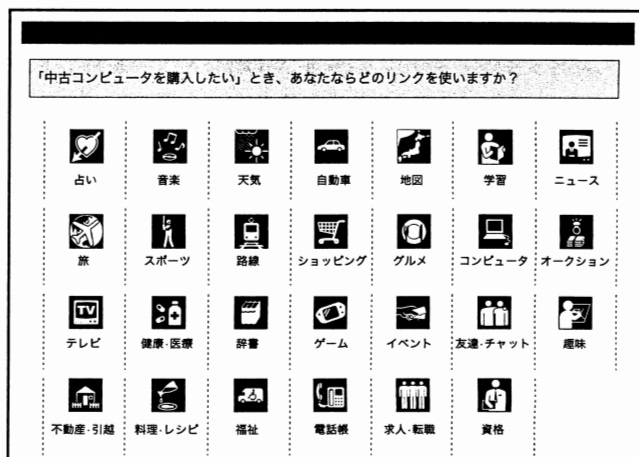 「中古コンピュータを購入したい」とき、あなたならどのリンクを使いますか？
占い 音楽 天気 自動車 地図 学習 ニュース
旅 スポーツ 路線 ショッピング グルメ コンピュータ オークション
TV
テレビ 健康･医療 辞書 ゲーム イベント 友達･チャット 趣味
不動産･引越 料理･レシピ 福祉 電話帳 求人･転職 資格